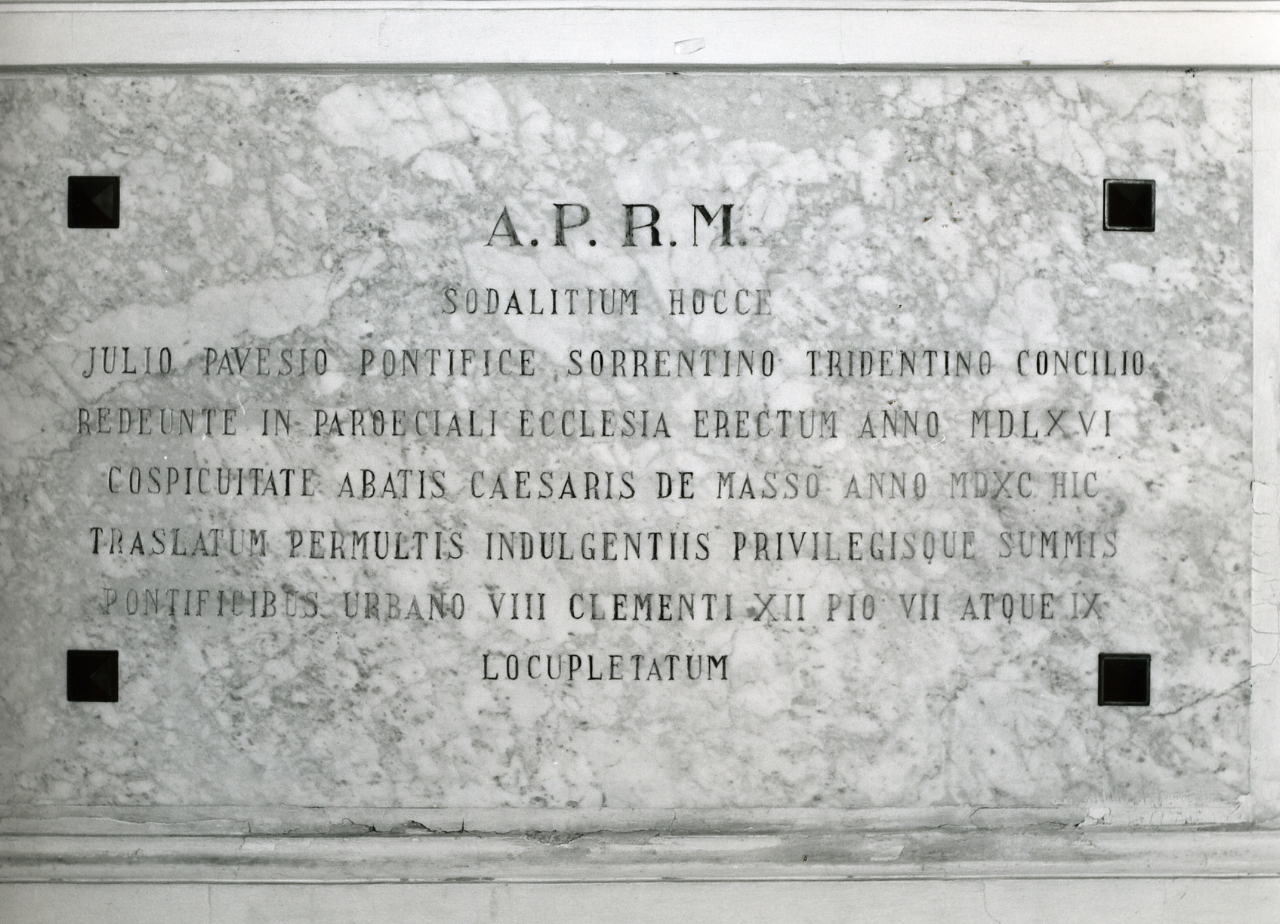 A. P. R. M.
SODALITIUM HOCCE
JULIO PAVESIO PONTIFICE SORRENTINO TRIDENTINO CONCILIO
REDEUNTE IN PAROECIALI ECCLESIA ERECTUM ANNO MDLXVI
COSPICUITATE ABATIS CAESARIS DE MASSO ANNO MDXC HIC
TRASLATUM PERMULTIS INDULGENTIIS PRIVILEGISQUE SUMMIS
PONTIFICIBUS URBANO VIII CLEMENTI XII PIO VII ATQUE IX
LOCUPLETATUM